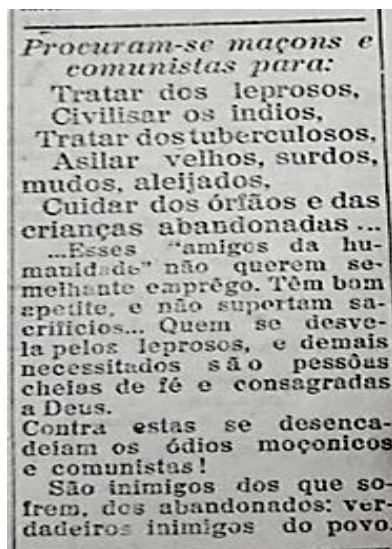 Procuram-se maçons e
comunistas para:
Tratar dos leprosos,
Civilisar os indios,
Tratar dos tuberculosos,
Asilar velhos, surdos,
mudos, aleijados,
Cuidar dos órfãos e das
crianças abandonadas ...
...Esses "amigos da hu-
manidade" não querem se-
melhante emprêgo. Têm bom
apetite, e não suportam sa-
crificios... Quem se desve-
la pelos leprosos, e demais
necessitados são pessôas
cheias de fé e consagradas
a Deus.
Contra estas se desenca-
deiam os ódios moçonicos
e comunistas!
São inimigos dos que so-
frem, dos abandonados: ver-
dadeiros inimigos do povo.